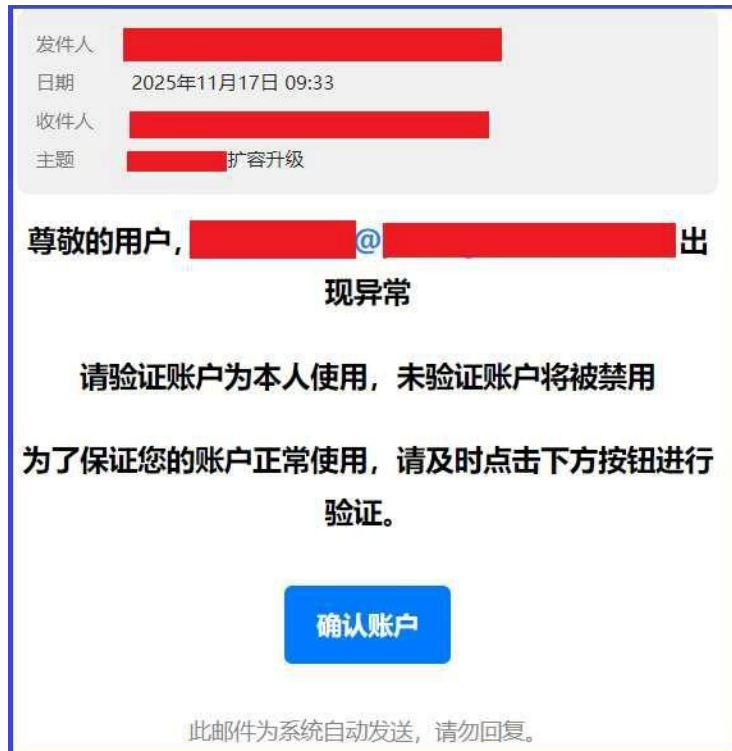 发件人
日期 2025年11月17日 09:33
收件人
主题 扩容升级
尊敬的用户, @ 出
现异常
请验证账户为本人使用，未验证账户将被禁用
为了保证您的账户正常使用，请及时点击下方按钮进行
验证。
确认账户
此邮件为系统自动发送，请勿回复。